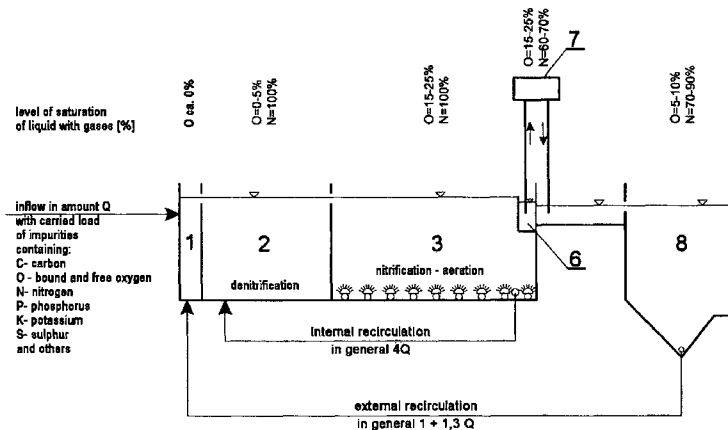 O=15-25%
N=60-70%
7
O ca. 0%
O=0-5%
N=100%
O=15-25%
N=100%
O=5-10%
N=70-90%
level of saturation
of liquid with gases [%]
inflow in amount Q
with carried load
of impurities
containing:
C- carbon
O - bound and free oxygen
N- nitrogen
P- phosphorus
K- potassium
S- sulphur
and others
1
2
3
6
8
denitrification
nitrification - aeration
internal recirculation
in general 4Q
external recirculation
in general 1 + 1,3 Q